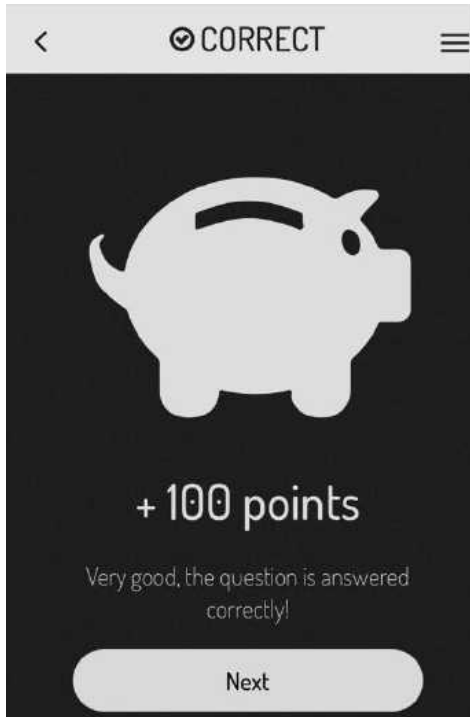 CORRECT
+ 100 points
Very good, the question is answered
correctly!
Next